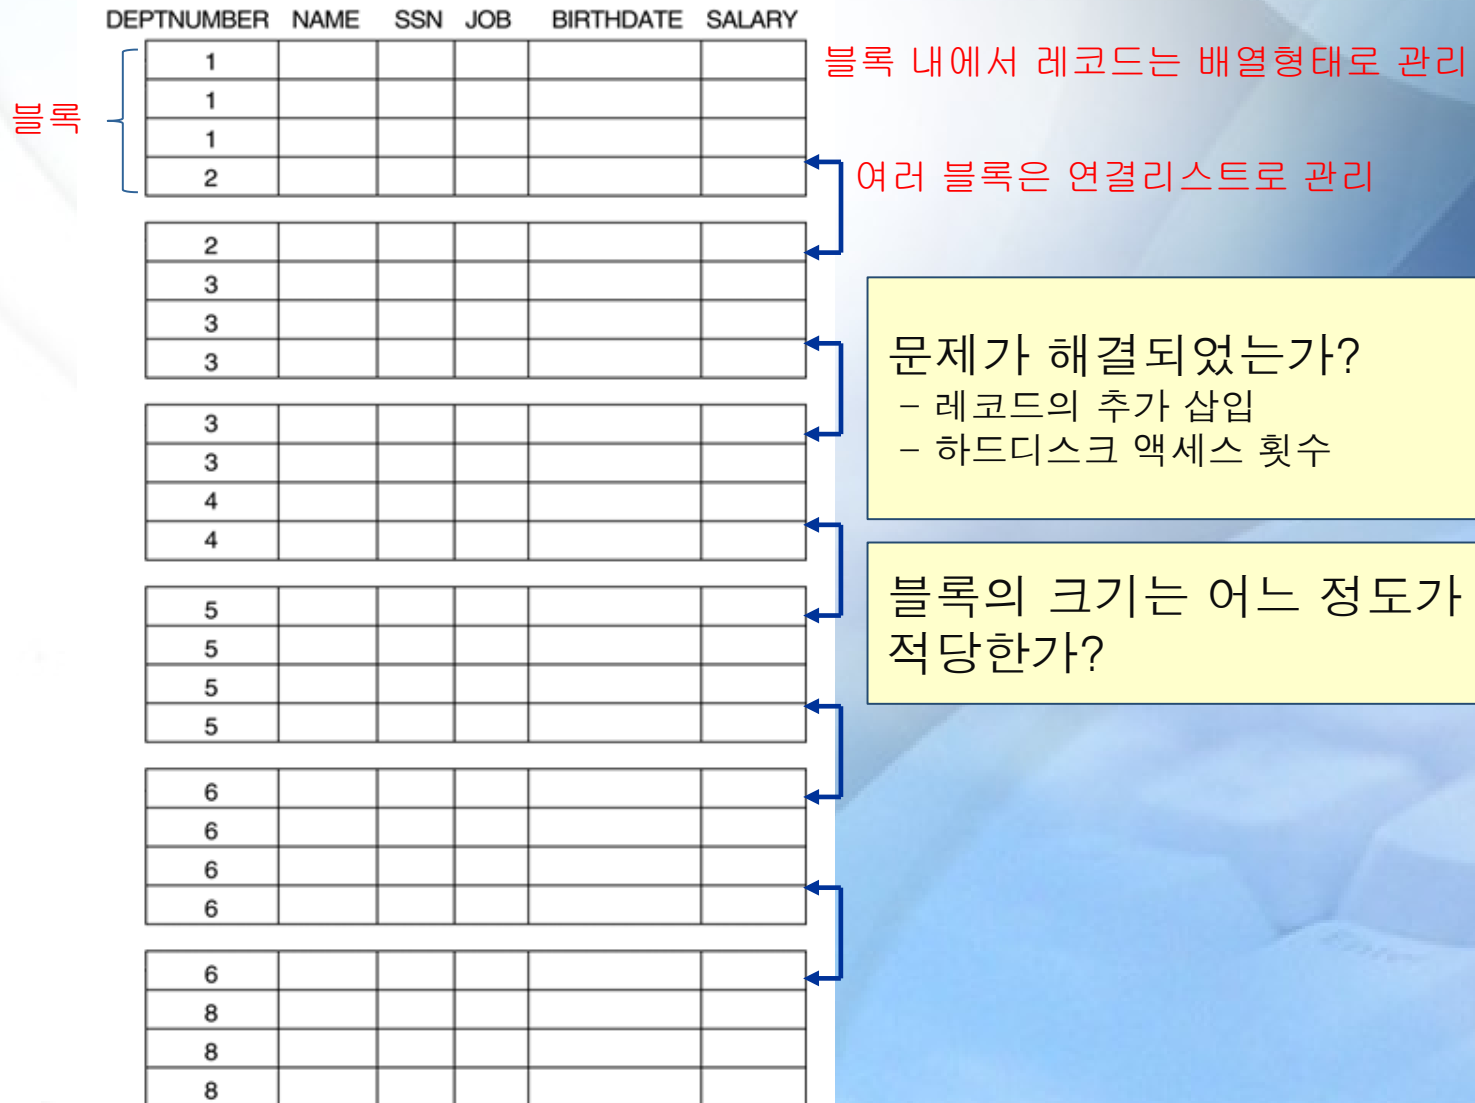 DEPTNUMBER NAME SSN JOB BIRTHDATE SALARY
블록
1
1
1
2
블록 내에서 레코드는 배열형태로 관리
여러 블록은 연결리스트로 관리
2
3
3
3
3
3
4
4
5
5
5
5
6
6
6
6
6
8
8
8
문제가 해결되었는가?
- 레코드의 추가 삽입
- 하드디스크 액세스 횟수
블록의 크기는 어느 정도가
적당한가?